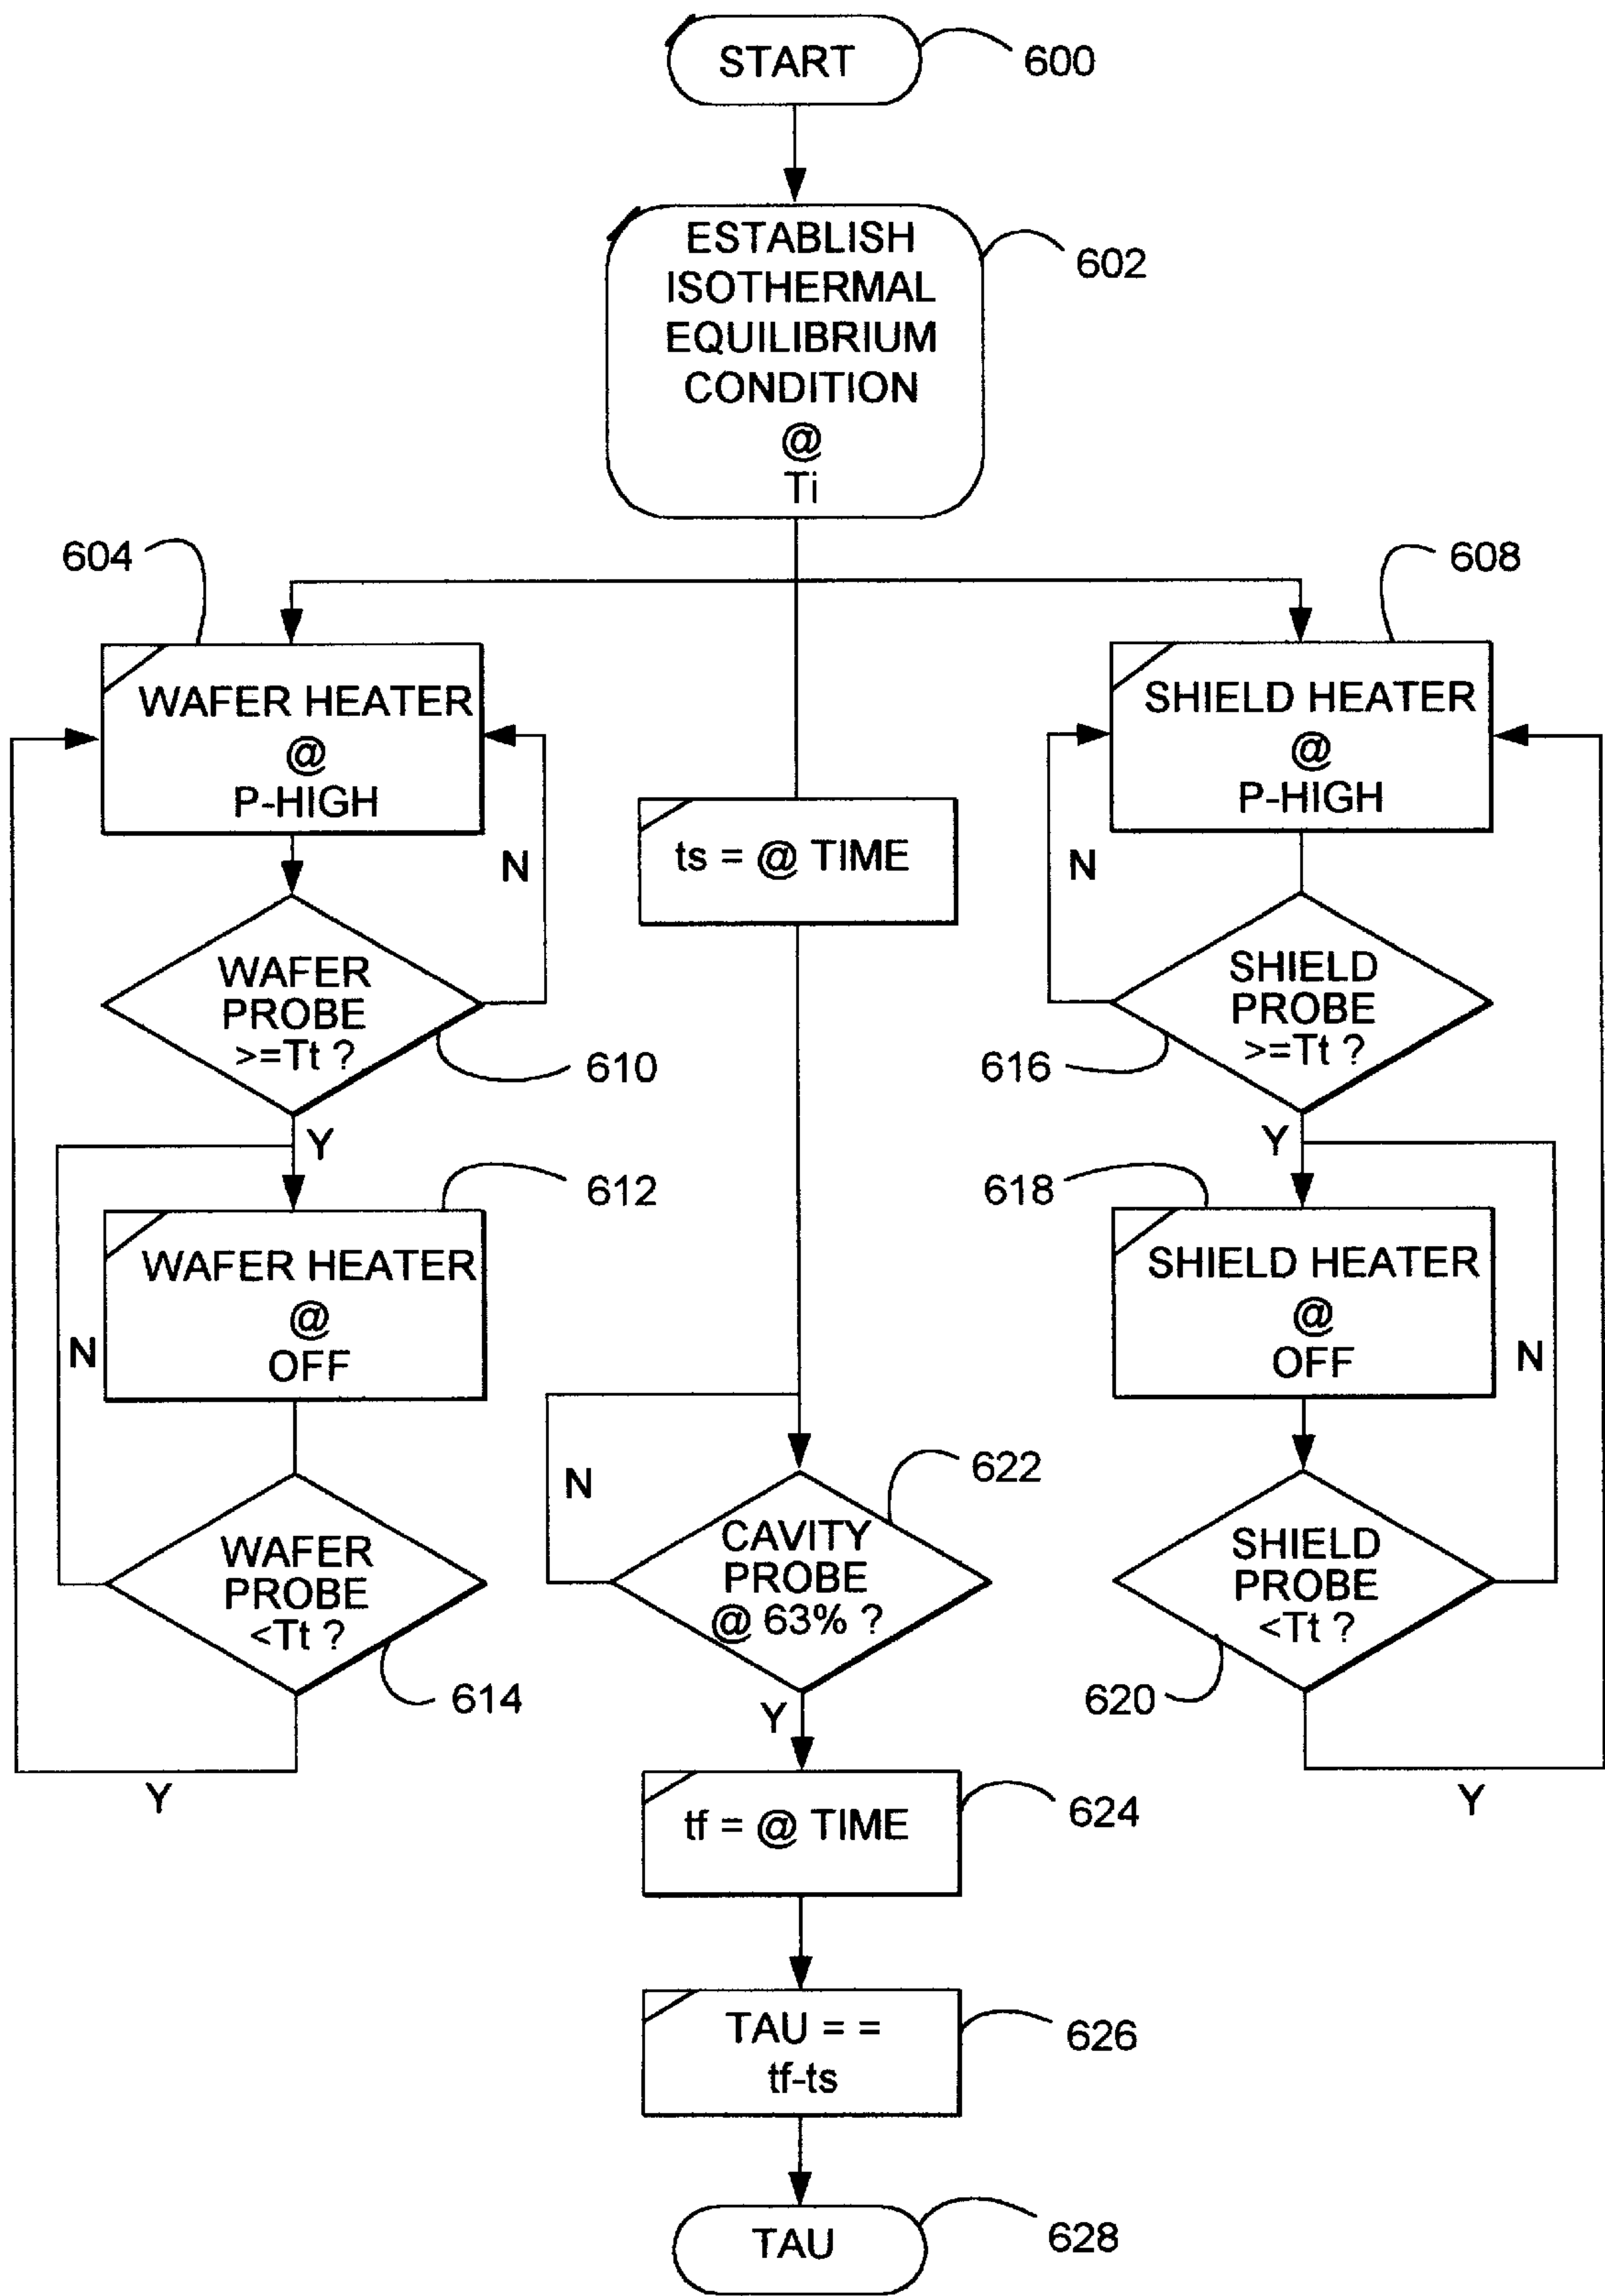 START
600
ESTABLISH
ISOTHERMAL
EQUILIBRIUM
CONDITION
@
Ti
602
604
608
WAFER HEATER
@
P-HIGH
N
ts = @ TIME
SHIELD HEATER
@
P-HIGH
N
WAFER
PROBE
>=Tt ?
610
Y
SHIELD
PROBE
>=Tt ?
616
Y
612
WAFER HEATER
@
OFF
N
618
SHIELD HEATER
@
OFF
N
WAFER
PROBE
<Tt ?
614
Y
N
622
CAVITY
PROBE
@ 63% ?
Y
SHIELD
PROBE
<Tt ?
620
Y
tf = @ TIME
624
TAU = =
tf-ts
626
TAU
628